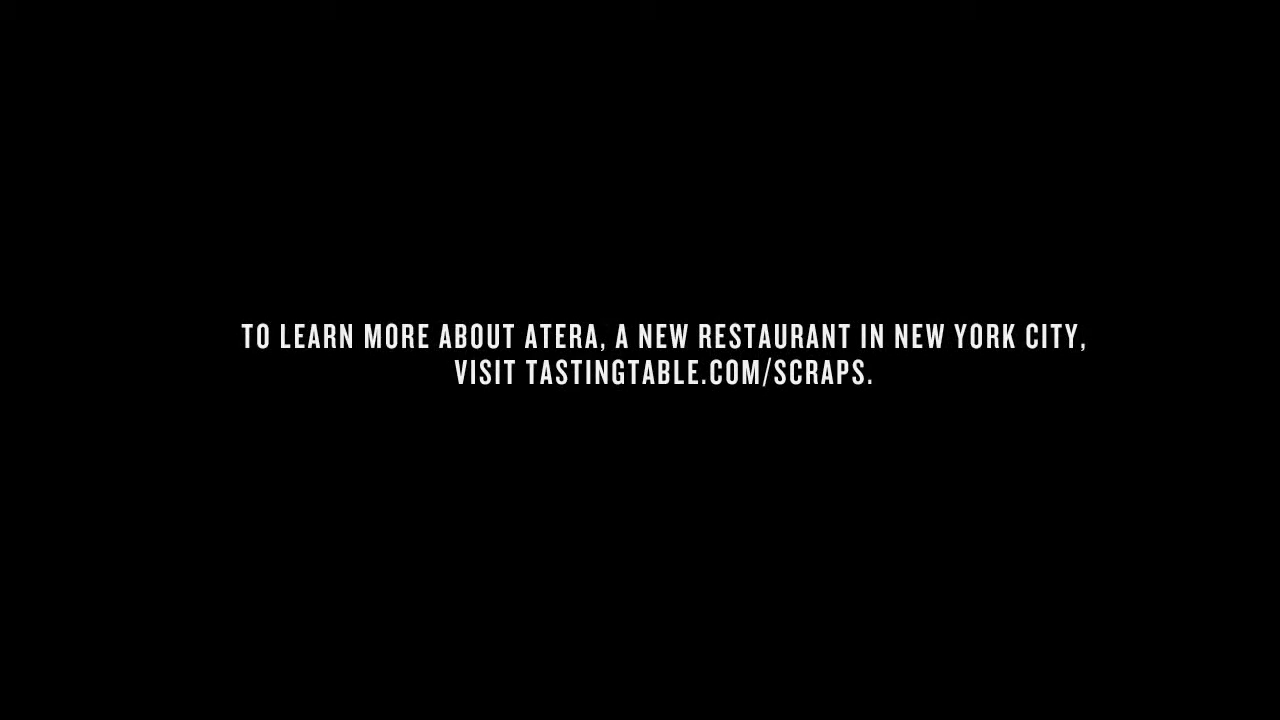 TO LEARN MORE ABOUT ATERA, A NEW RESTAURANT IN NEW YORK CITY,
VISIT TASTINGTABLE.COM/SCRAPS.